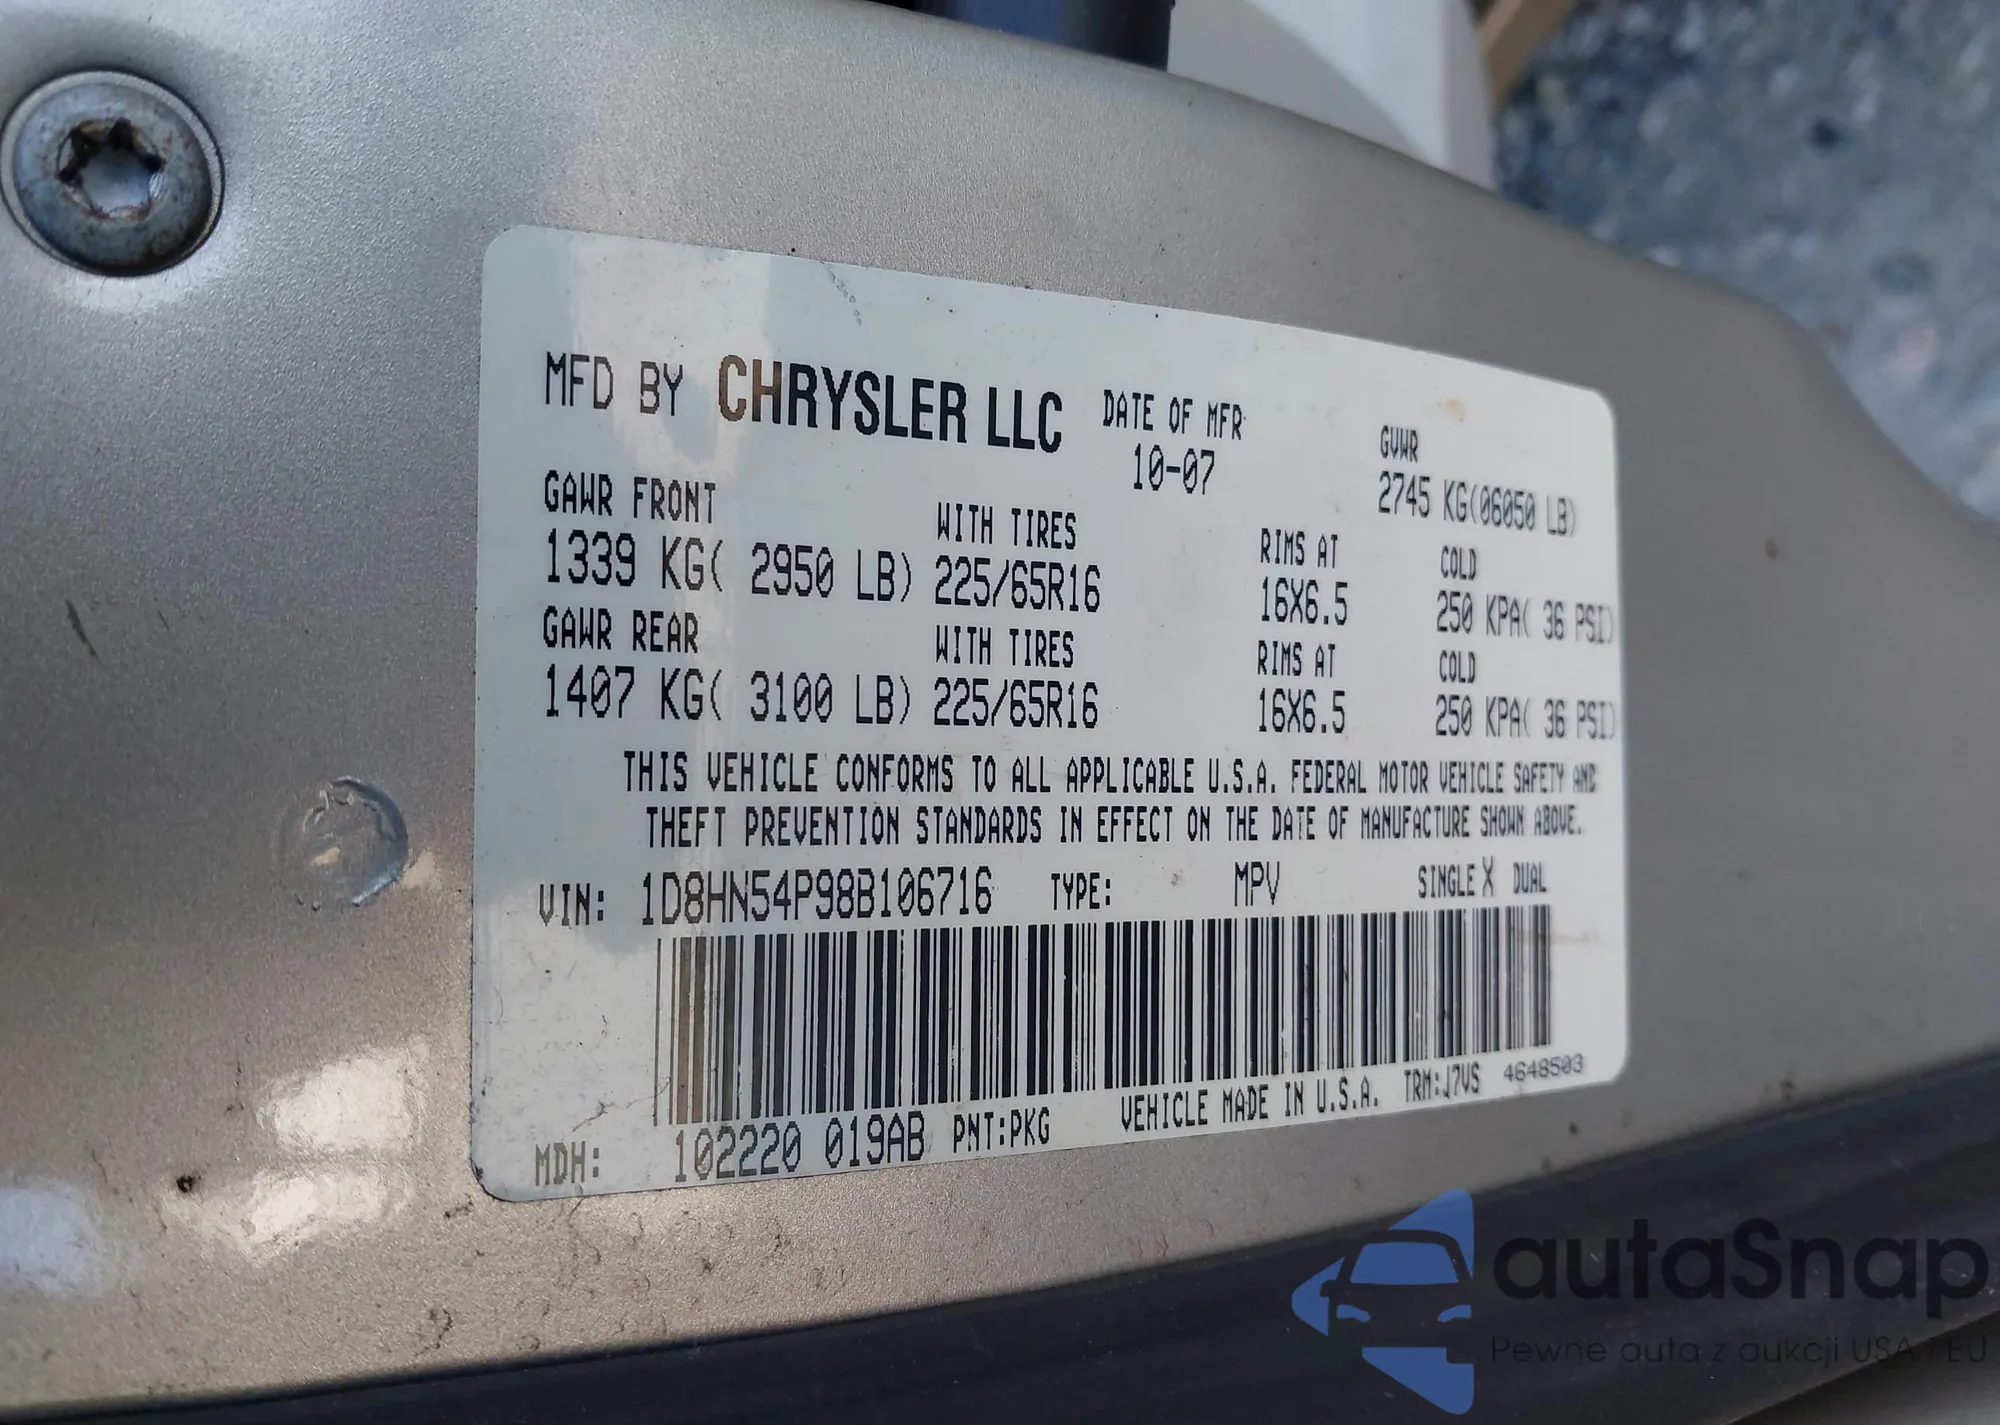 MFD BY CHRYSLER LLC DATE OF MFR GVWR
10-07 2745 KG(06050 LB)
GAWR FRONT WITH TIRES RIMS AT COLD
1339 KG( 2950 LB) 225/65R16 16X6.5 250 KPA( 36 PSI)
GAWR REAR WITH TIRES RIMS AT COLD
1407 KG( 3100 LB) 225/65R16 16X6.5 250 KPA( 36 PSI)
THIS VEHICLE CONFORMS TO ALL APPLICABLE U.S.A. FEDERAL MOTOR VEHICLE SAFETY AND
THEFT PREVENTION STANDARDS IN EFFECT ON THE DATE OF MANUFACTURE SHOWN ABOVE.
VIN: 1D8HN54P98B106716 TYPE: MPV SINGLE X DUAL
MDH: 102220 019AB PNT:PKG VEHICLE MADE IN U.S.A. TRM:J7VS 4648503
autoSnap
Pewne auta z aukcji USA i EU